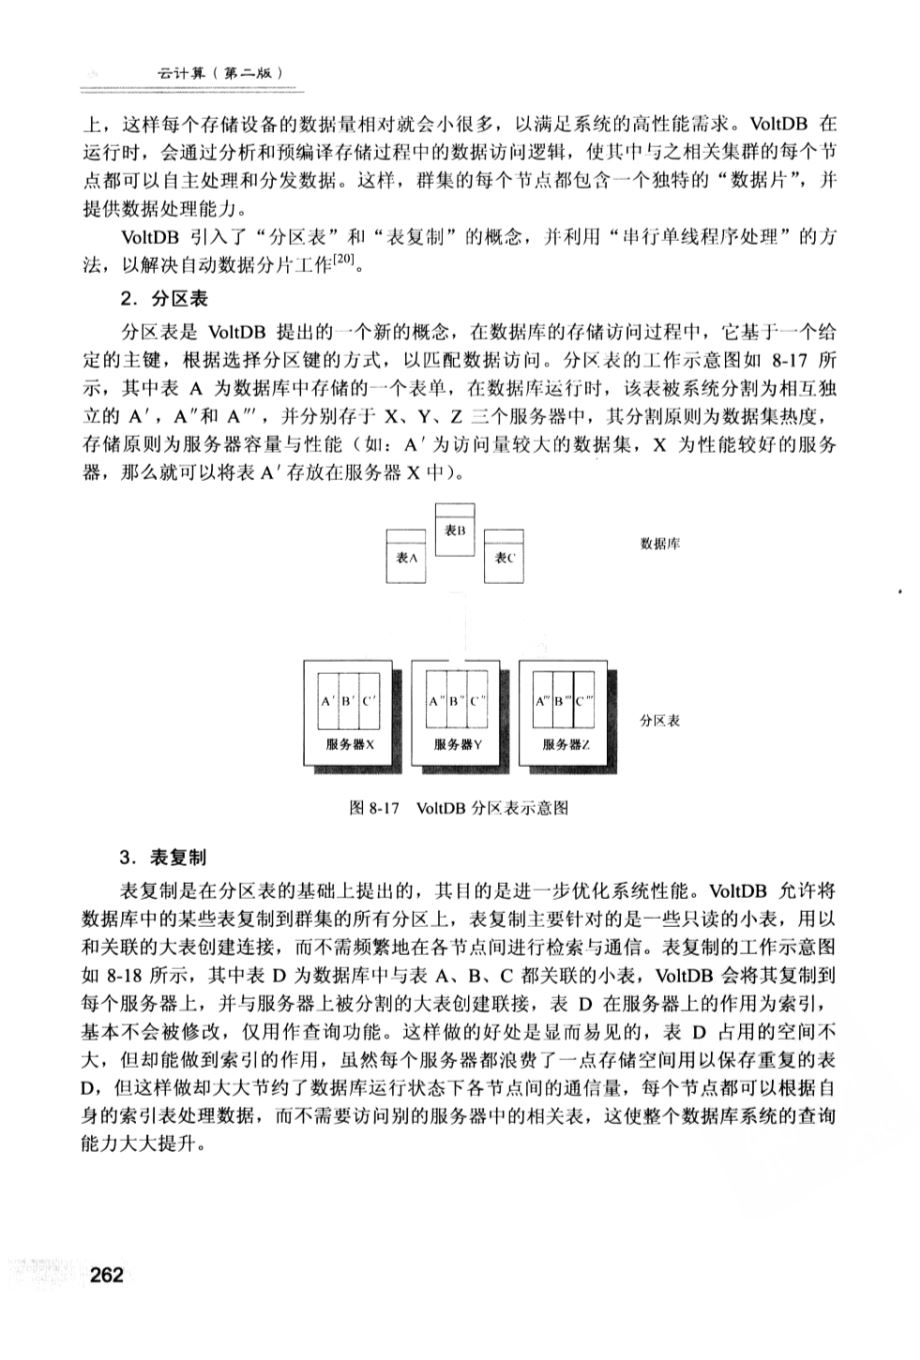 云计算（第二版）
上，这样每个存储设备的数据量相对就会小很多，以满足系统的高性能需求。VoltDB 在
运行时，会通过分析和预编译存储过程中的数据访问逻辑，使其中与之相关集群的每个节
点都可以自主处理和分发数据。这样，群集的每个节点都包含一个独特的“数据片”，并
提供数据处理能力。
VoltDB 引入了“分区表”和“表复制”的概念，并利用“串行单线程序处理”的方
法，以解决自动数据分片工作[20]。
2．分区表
分区表是 VoltDB 提出的一个新的概念，在数据库的存储访问过程中，它基于一个给
定的主键，根据选择分区键的方式，以匹配数据访问。分区表的工作示意图如 8-17 所
示，其中表 A 为数据库中存储的一个表单，在数据库运行时，该表被系统分割为相互独
立的 A′，A″和 A‴，并分别存于 X、Y、Z 三个服务器中，其分割原则为数据集热度，
存储原则为服务器容量与性能（如：A′为访问量较大的数据集，X 为性能较好的服务
器，那么就可以将表 A′存放在服务器 X 中）。
表B
表A
表C
数据库
A′ B′ C′
A″ B″ C″
A‴ B‴ C‴
服务器X
服务器Y
服务器Z
分区表
图 8-17 VoltDB 分区表示意图
3．表复制
表复制是在分区表的基础上提出的，其目的是进一步优化系统性能。VoltDB 允许将
数据库中的某些表复制到群集的所有分区上，表复制主要针对的是一些只读的小表，用以
和关联的大表创建连接，而不需频繁地在各节点间进行检索与通信。表复制的工作示意图
如 8-18 所示，其中表 D 为数据库中与表 A、B、C 都关联的小表，VoltDB 会将其复制到
每个服务器上，并与服务器上被分割的大表创建联接，表 D 在服务器上的作用为索引，
基本不会被修改，仅用作查询功能。这样做的好处是显而易见的，表 D 占用的空间不
大，但却能做到索引的作用，虽然每个服务器都浪费了一点存储空间用以保存重复的表
D，但这样做却大大节约了数据库运行状态下各节点间的通信量，每个节点都可以根据自
身的索引表处理数据，而不需要访问别的服务器中的相关表，这使整个数据库系统的查询
能力大大提升。
262